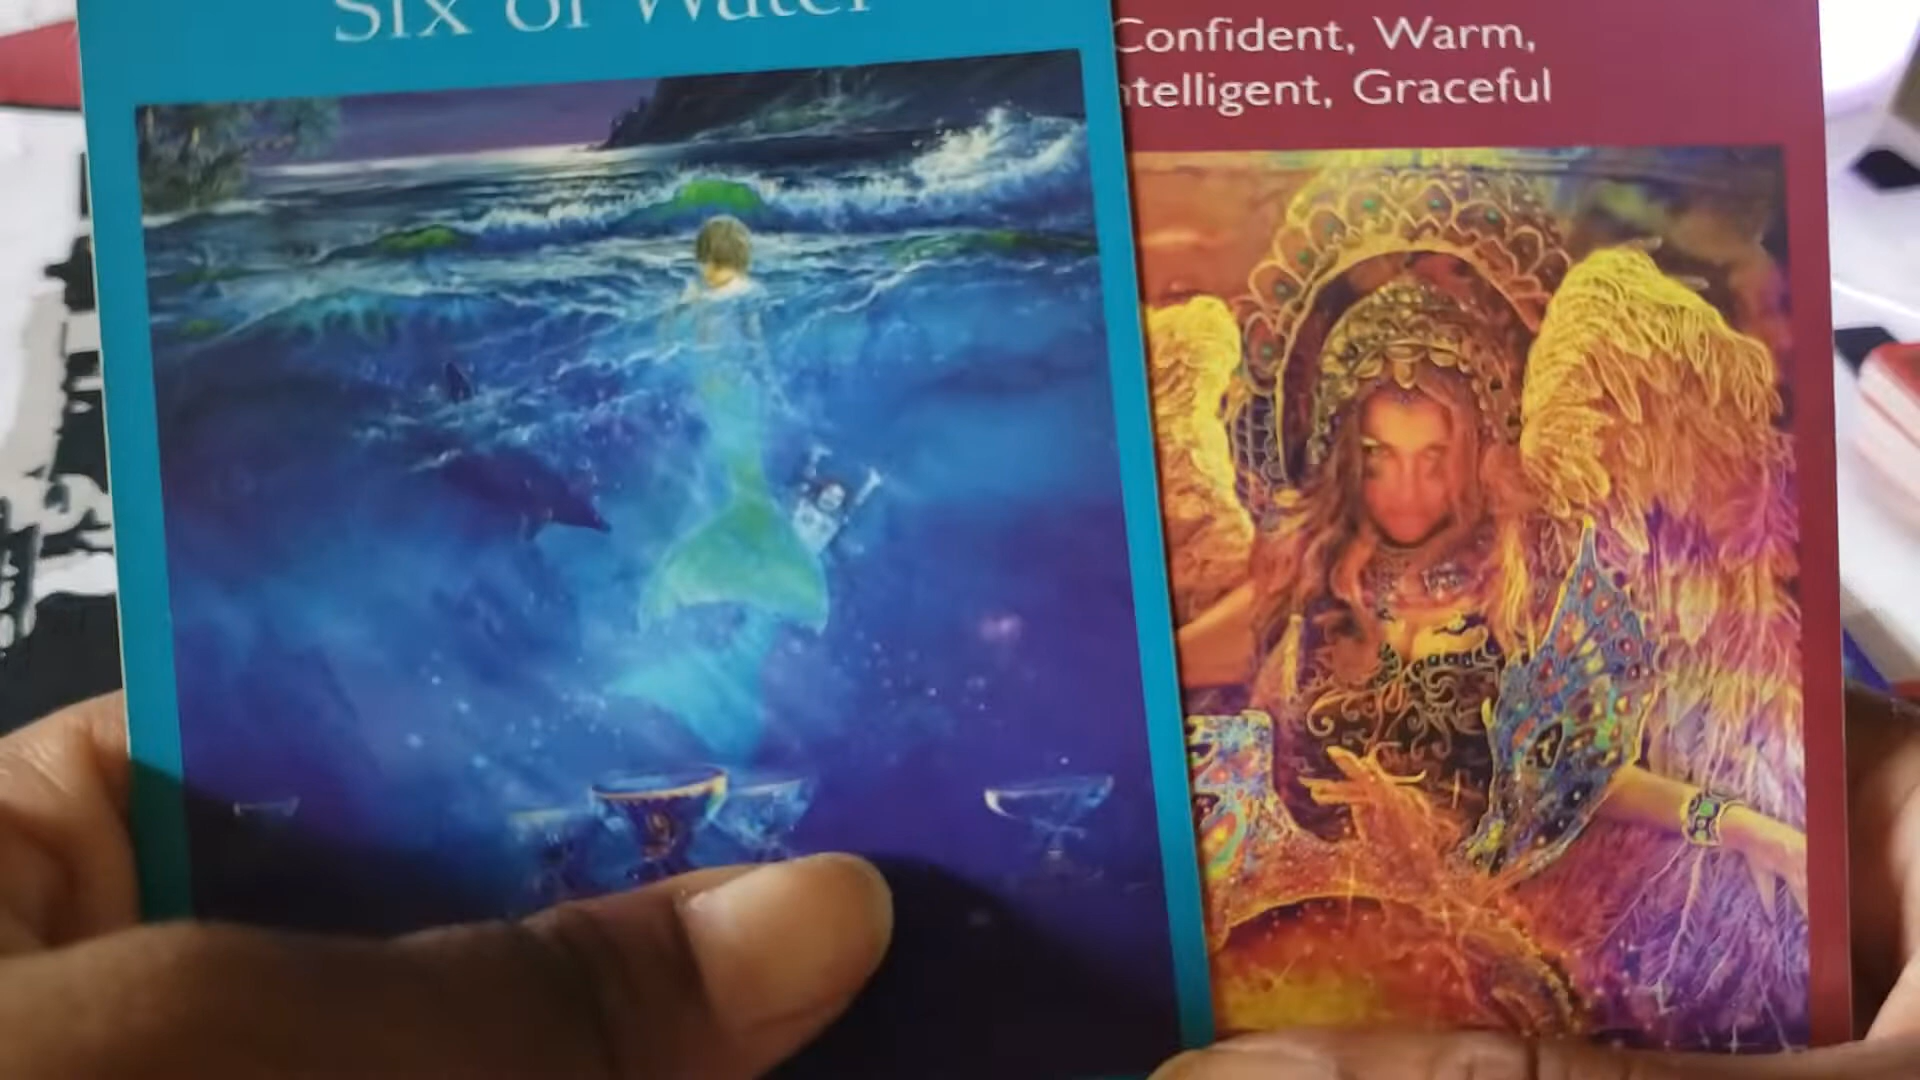 Six of Water
Confident, Warm,
ntelligent, Graceful